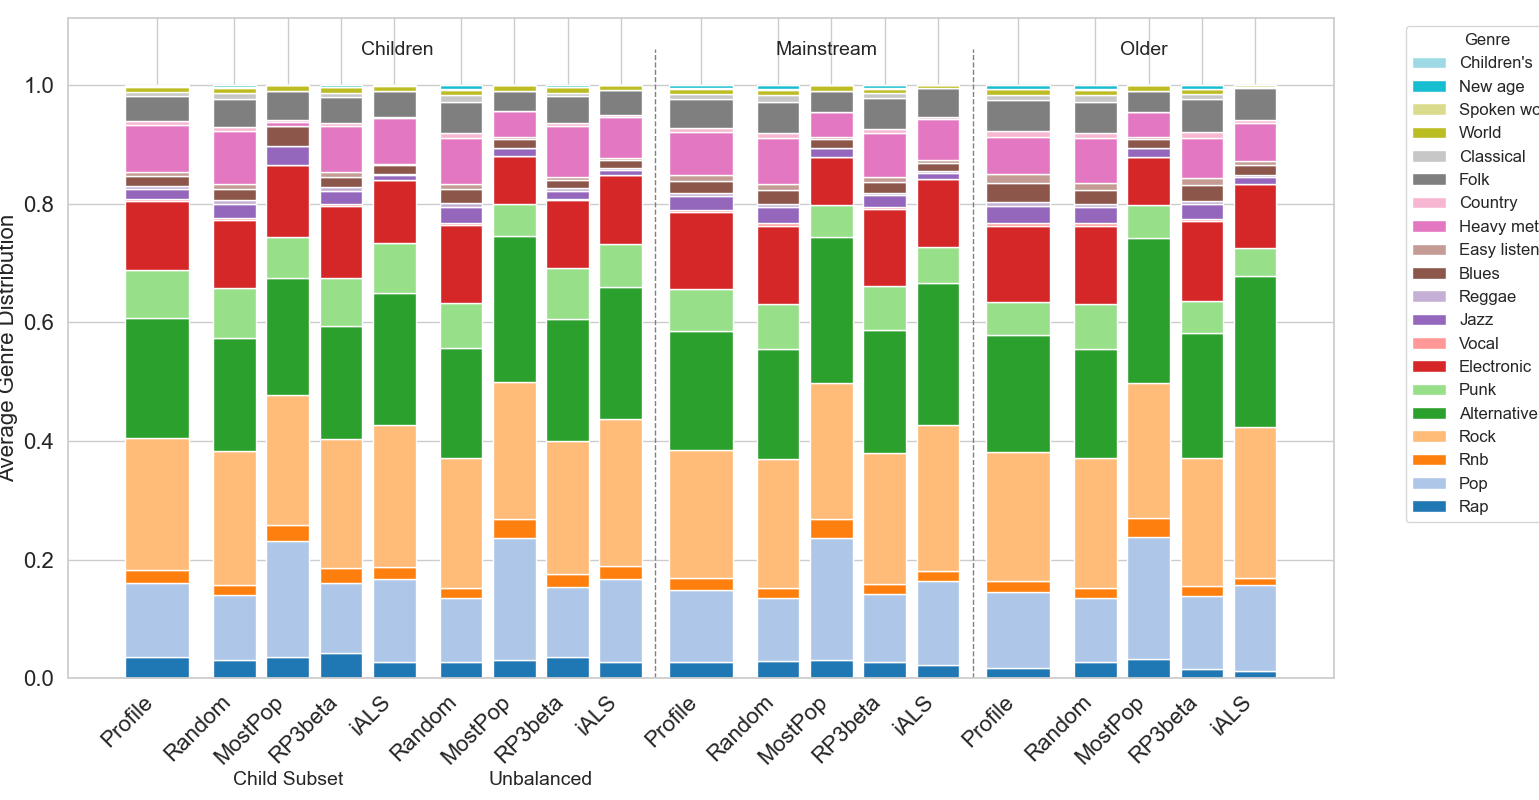 Children
Mainstream
Older
Average Genre Distribution
1.0
0.8
0.6
0.4
0.2
0.0
Profile
Random
MostPop
RP3beta
iALS
Random
MostPop
RP3beta
iALS
Profile
Random
MostPop
RP3beta
iALS
Profile
Random
MostPop
RP3beta
iALS
Child Subset
Unbalanced
Genre
Children's
New age
Spoken wo
World
Classical
Folk
Country
Heavy met
Easy listen
Blues
Reggae
Jazz
Vocal
Electronic
Punk
Alternative
Rock
Rnb
Pop
Rap